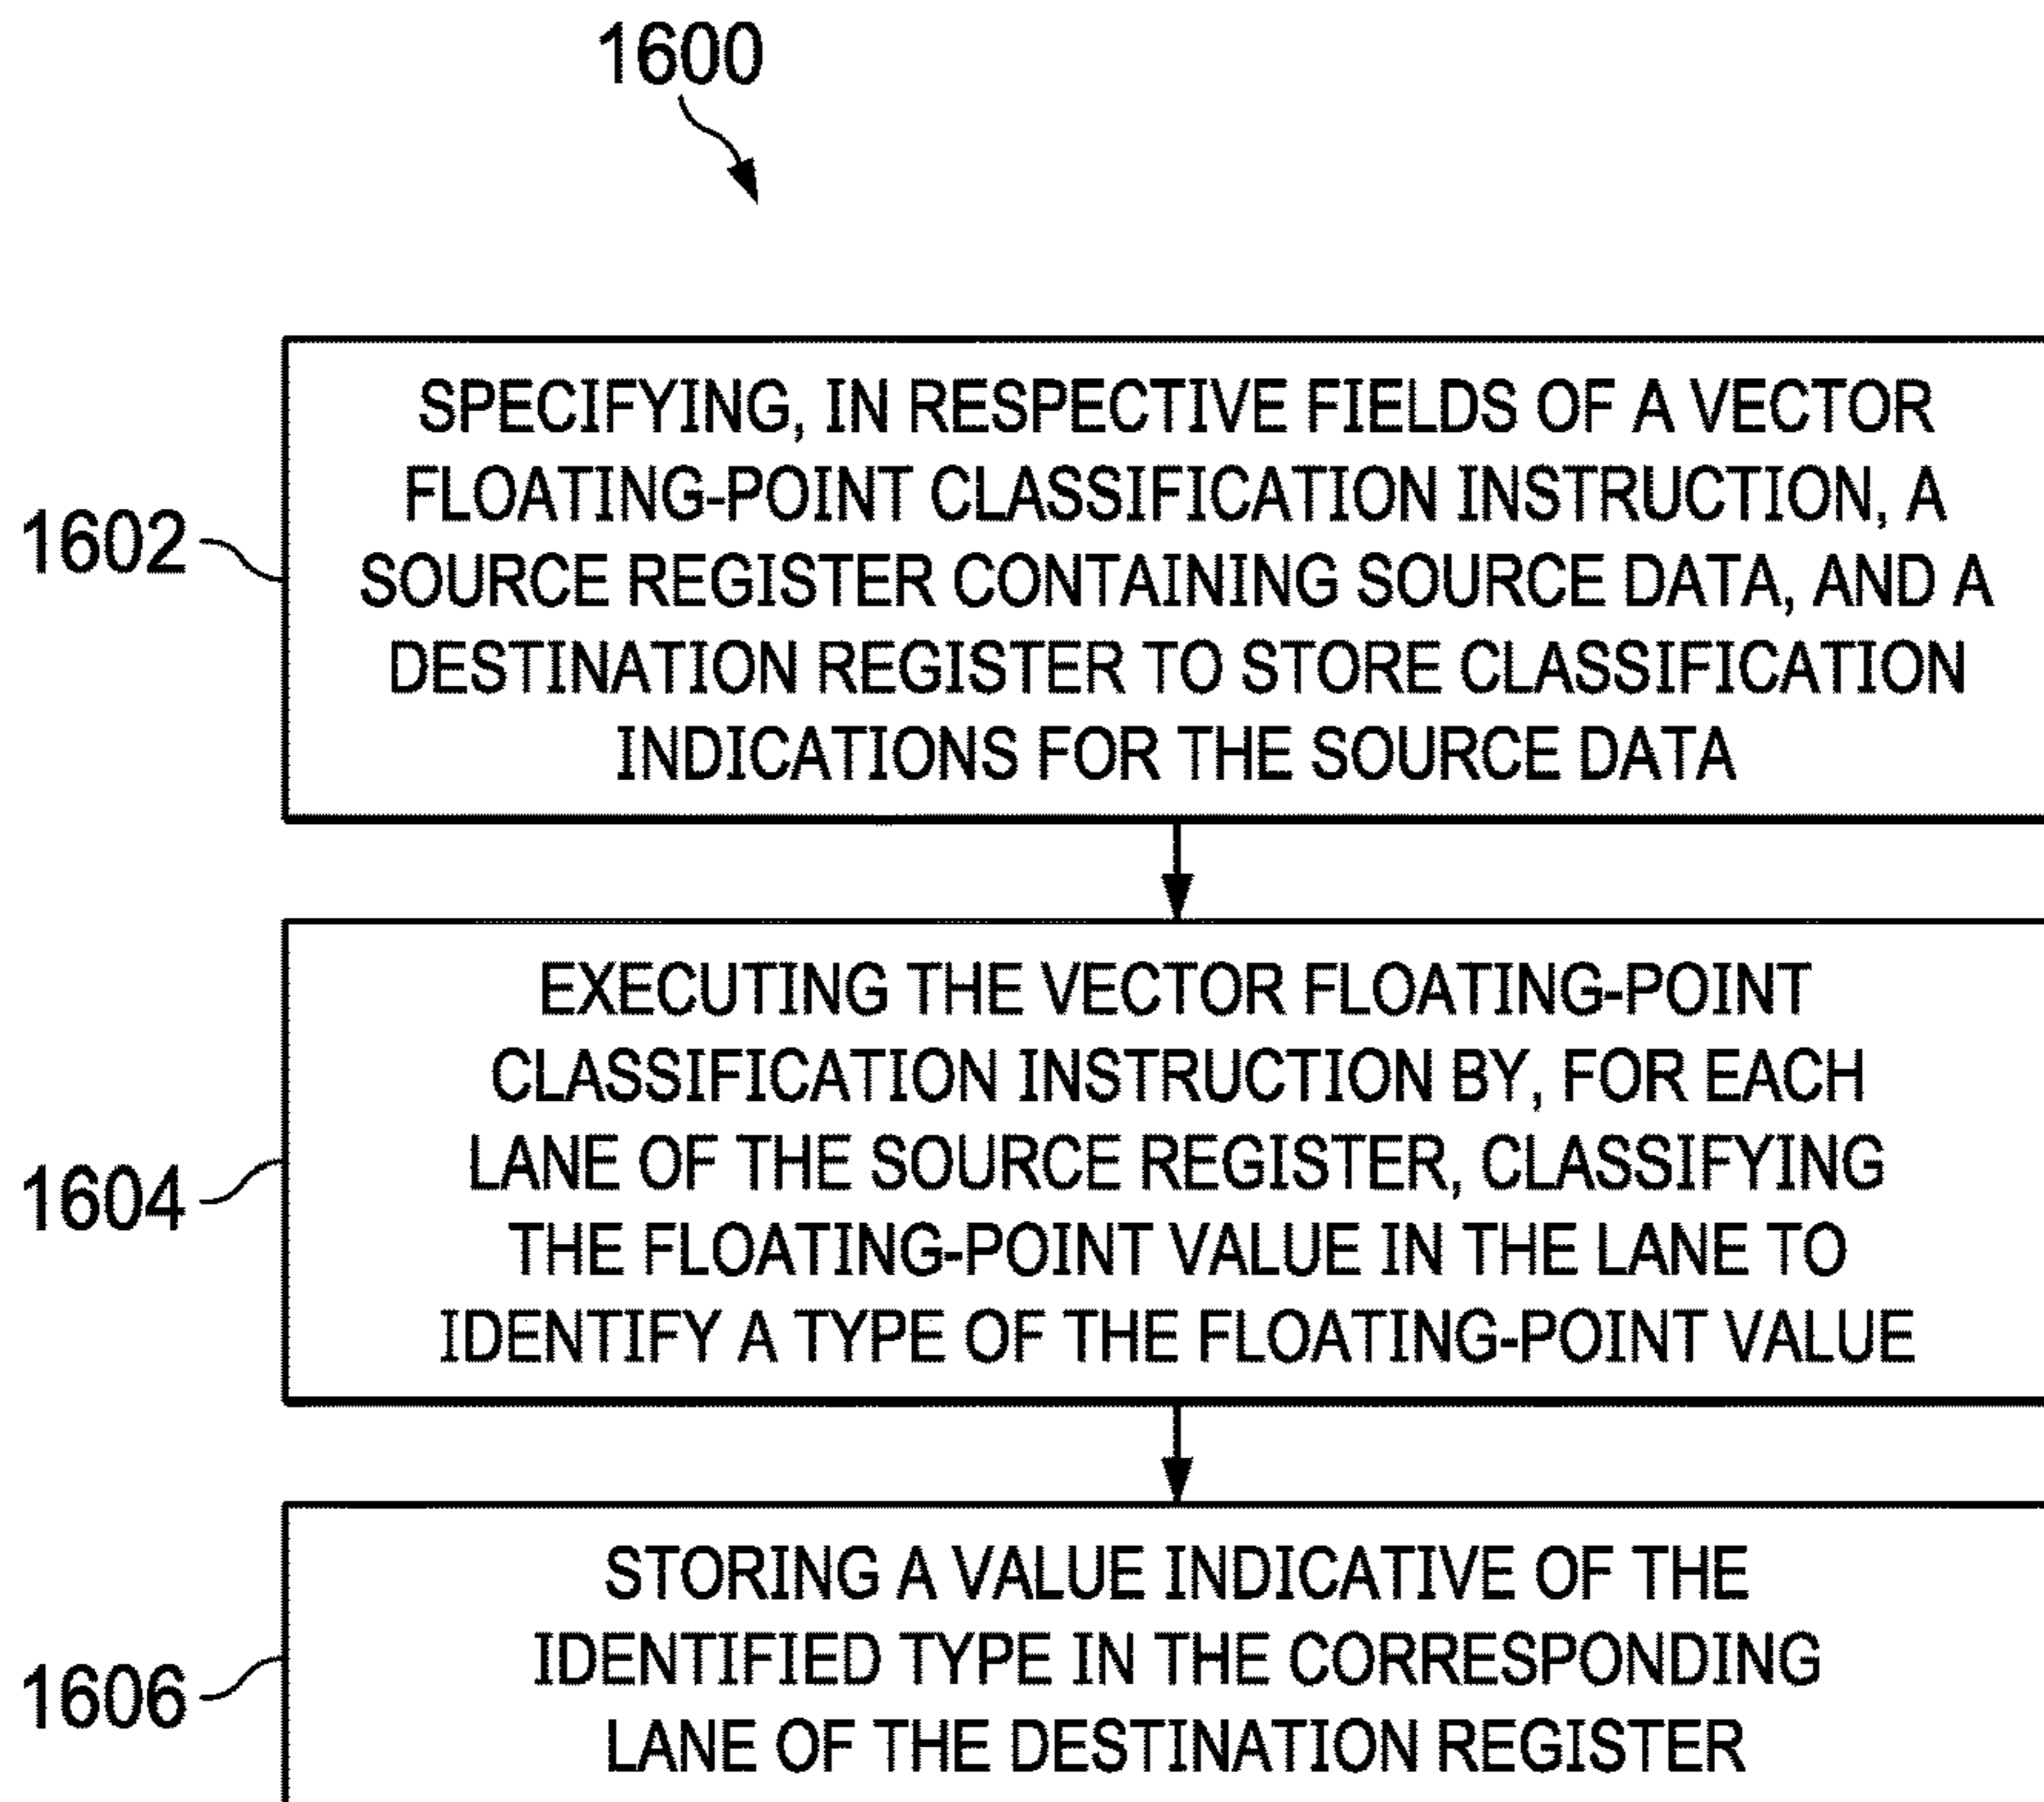 1600
SPECIFYING, IN RESPECTIVE FIELDS OF A VECTOR
FLOATING-POINT CLASSIFICATION INSTRUCTION, A
SOURCE REGISTER CONTAINING SOURCE DATA, AND A
DESTINATION REGISTER TO STORE CLASSIFICATION
INDICATIONS FOR THE SOURCE DATA
1602
EXECUTING THE VECTOR FLOATING-POINT
CLASSIFICATION INSTRUCTION BY, FOR EACH
LANE OF THE SOURCE REGISTER, CLASSIFYING
THE FLOATING-POINT VALUE IN THE LANE TO
IDENTIFY A TYPE OF THE FLOATING-POINT VALUE
1604
STORING A VALUE INDICATIVE OF THE
IDENTIFIED TYPE IN THE CORRESPONDING
LANE OF THE DESTINATION REGISTER
1606